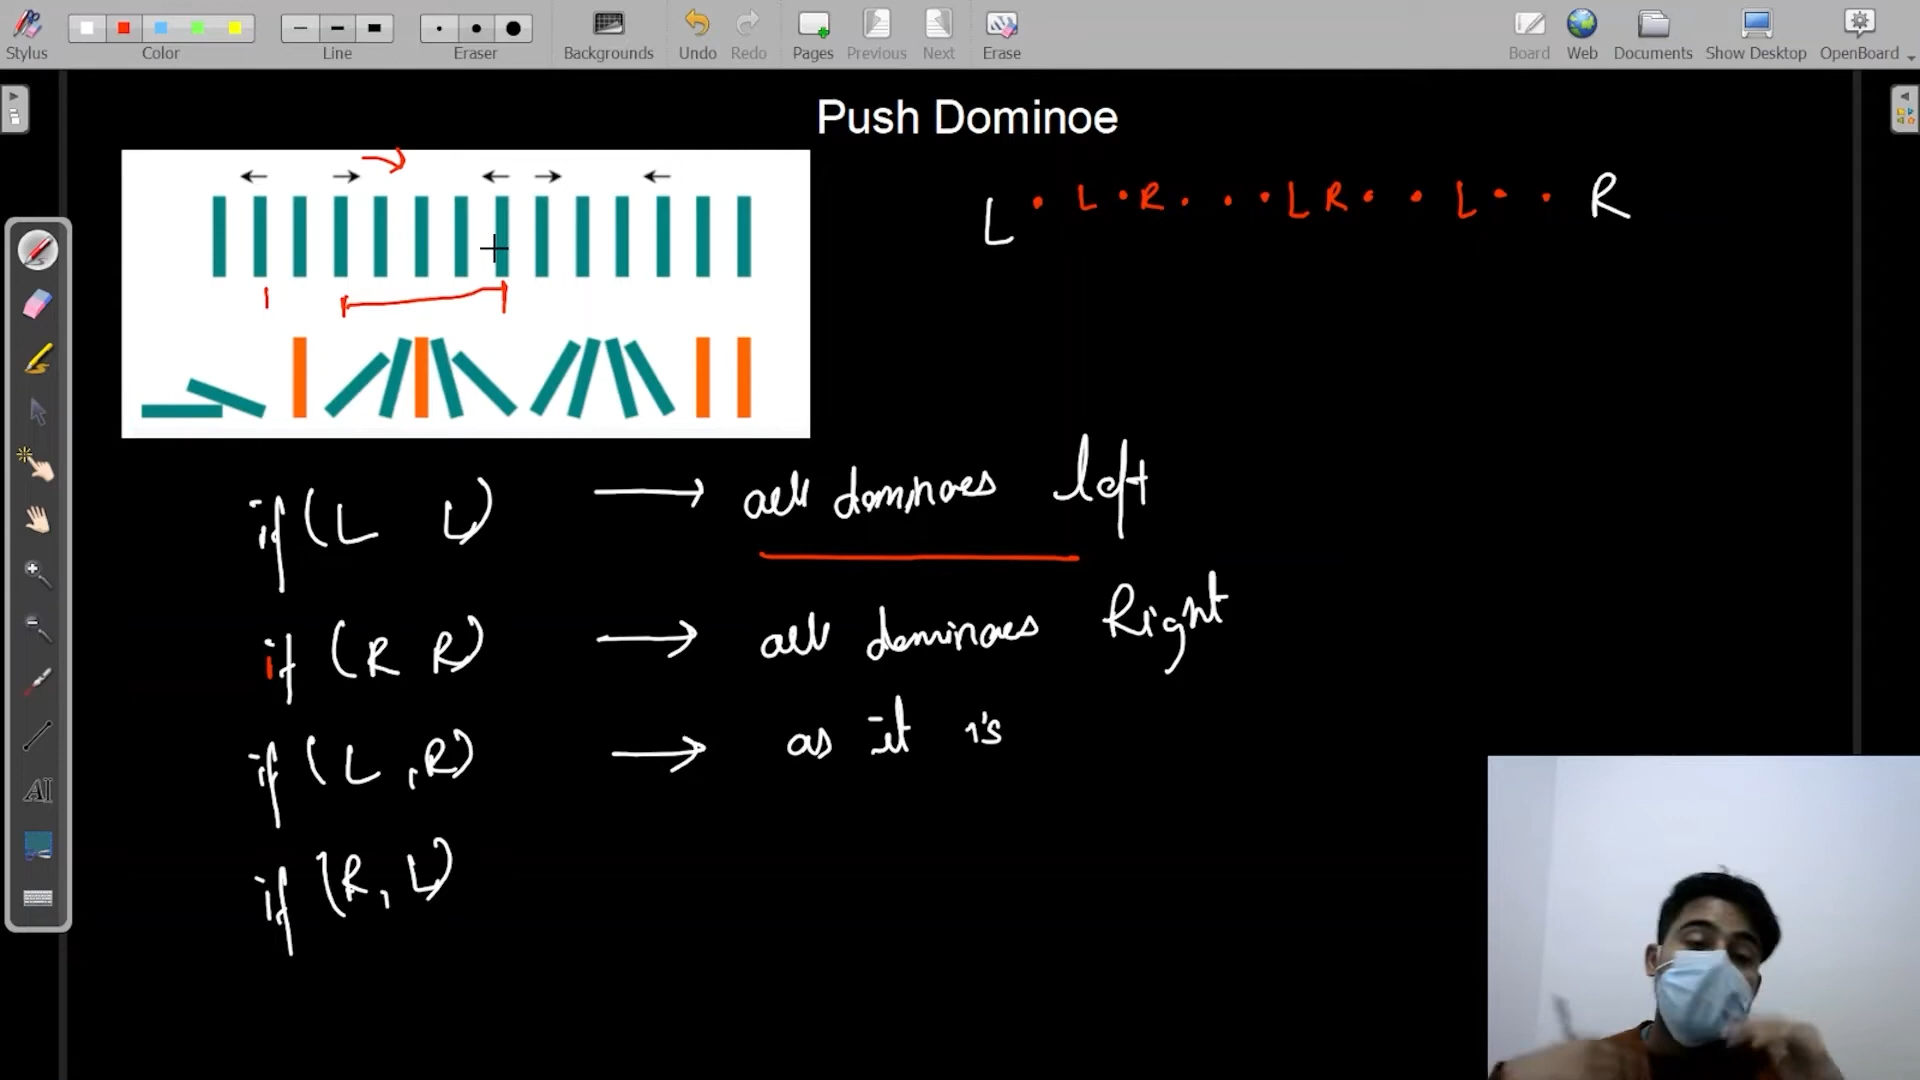 Stylus Color Line Eraser Backgrounds Undo Redo Pages Previous Next Erase Board Web Documents Show Desktop OpenBoard
Push Dominoe
L . L . R . . . L R . . L . . R
if (L L) → all dominoes left
if (R R) → all dominoes Right
if (L , R) → as it is
if (R, L)
AI